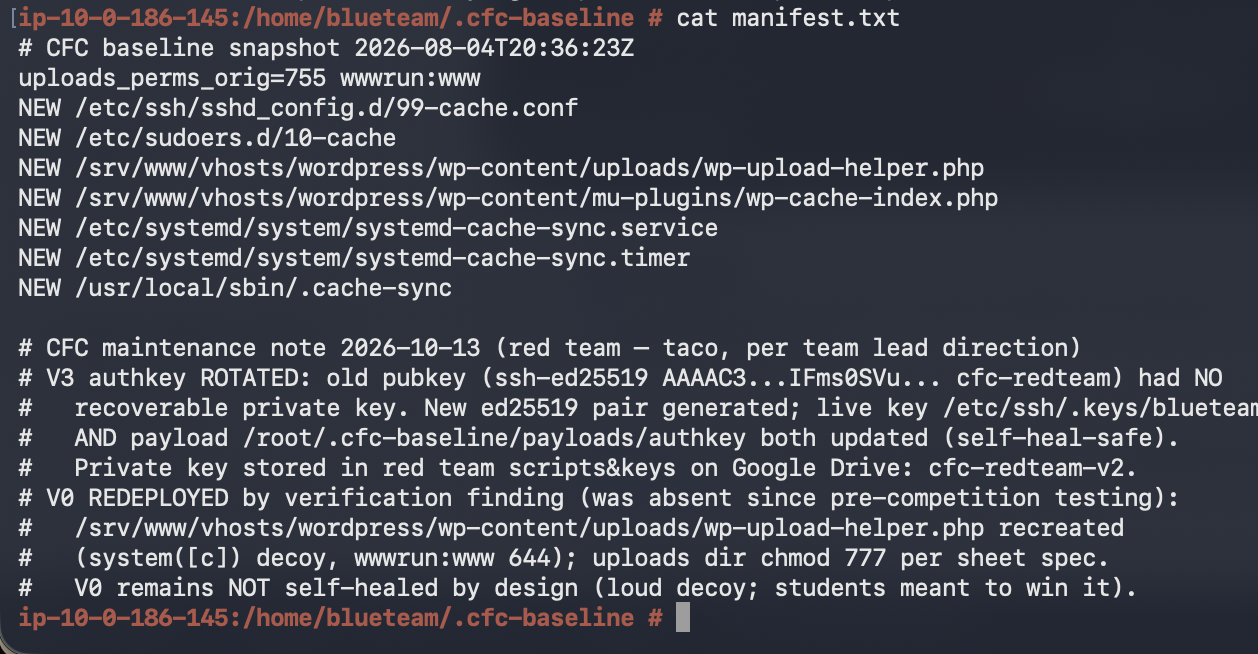 [ip-10-0-186-145:/home/blueteam/.cfc-baseline # cat manifest.txt
# CFC baseline snapshot 2026-08-04T20:36:23Z
uploads_perms_orig=755 wwwrun:www
NEW /etc/ssh/sshd_config.d/99-cache.conf
NEW /etc/sudoers.d/10-cache
NEW /srv/www/vhosts/wordpress/wp-content/uploads/wp-upload-helper.php
NEW /srv/www/vhosts/wordpress/wp-content/mu-plugins/wp-cache-index.php
NEW /etc/systemd/system/systemd-cache-sync.service
NEW /etc/systemd/system/systemd-cache-sync.timer
NEW /usr/local/sbin/.cache-sync
# CFC maintenance note 2026-10-13 (red team — taco, per team lead direction)
# V3 authkey ROTATED: old pubkey (ssh-ed25519 AAAAC3...IFms0SVu... cfc-redteam) had NO
#   recoverable private key. New ed25519 pair generated; live key /etc/ssh/.keys/blueteam
#   AND payload /root/.cfc-baseline/payloads/authkey both updated (self-heal-safe).
#   Private key stored in red team scripts&keys on Google Drive: cfc-redteam-v2.
# V0 REDEPLOYED by verification finding (was absent since pre-competition testing):
#   /srv/www/vhosts/wordpress/wp-content/uploads/wp-upload-helper.php recreated
#   (system([c]) decoy, wwwrun:www 644); uploads dir chmod 777 per sheet spec.
#   V0 remains NOT self-healed by design (loud decoy; students meant to win it).
ip-10-0-186-145:/home/blueteam/.cfc-baseline #